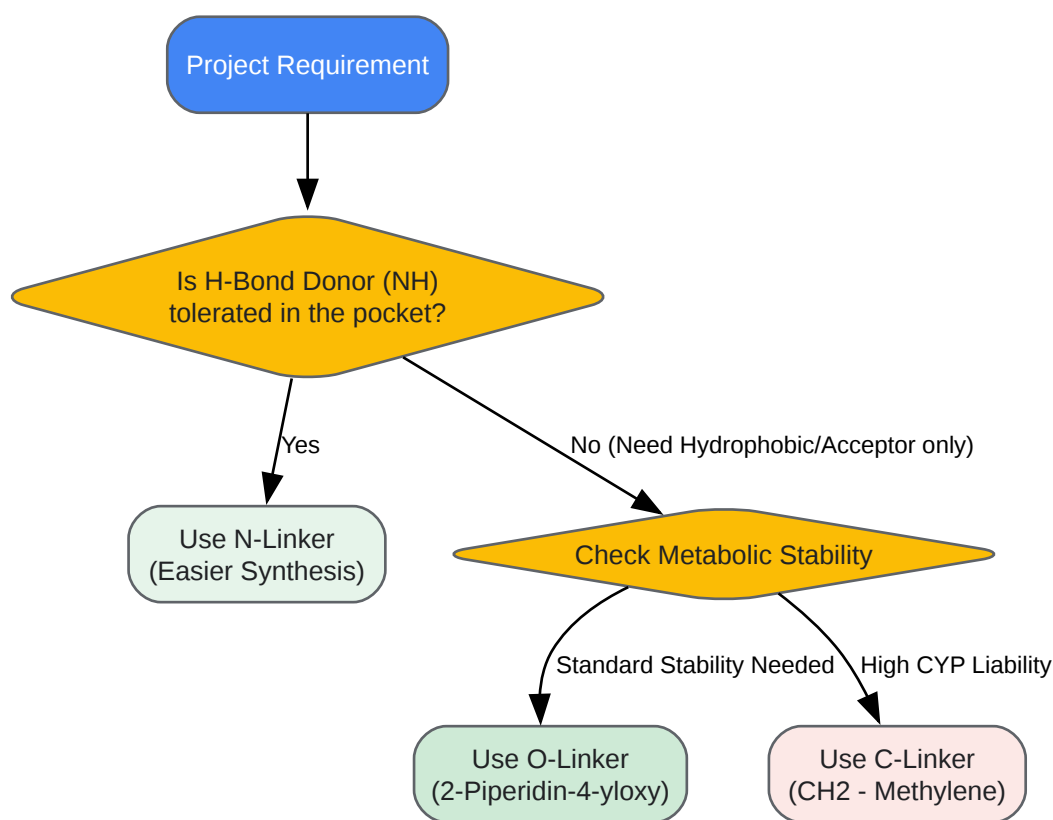 Project Requirement
Is H-Bond Donor (NH)
tolerated in the pocket?
Yes
No (Need Hydrophobic/Acceptor only)
Use N-Linker
(Easier Synthesis)
Check Metabolic Stability
Standard Stability Needed
High CYP Liability
Use O-Linker
(2-Piperidin-4-yloxy)
Use C-Linker
(CH2 - Methylene)